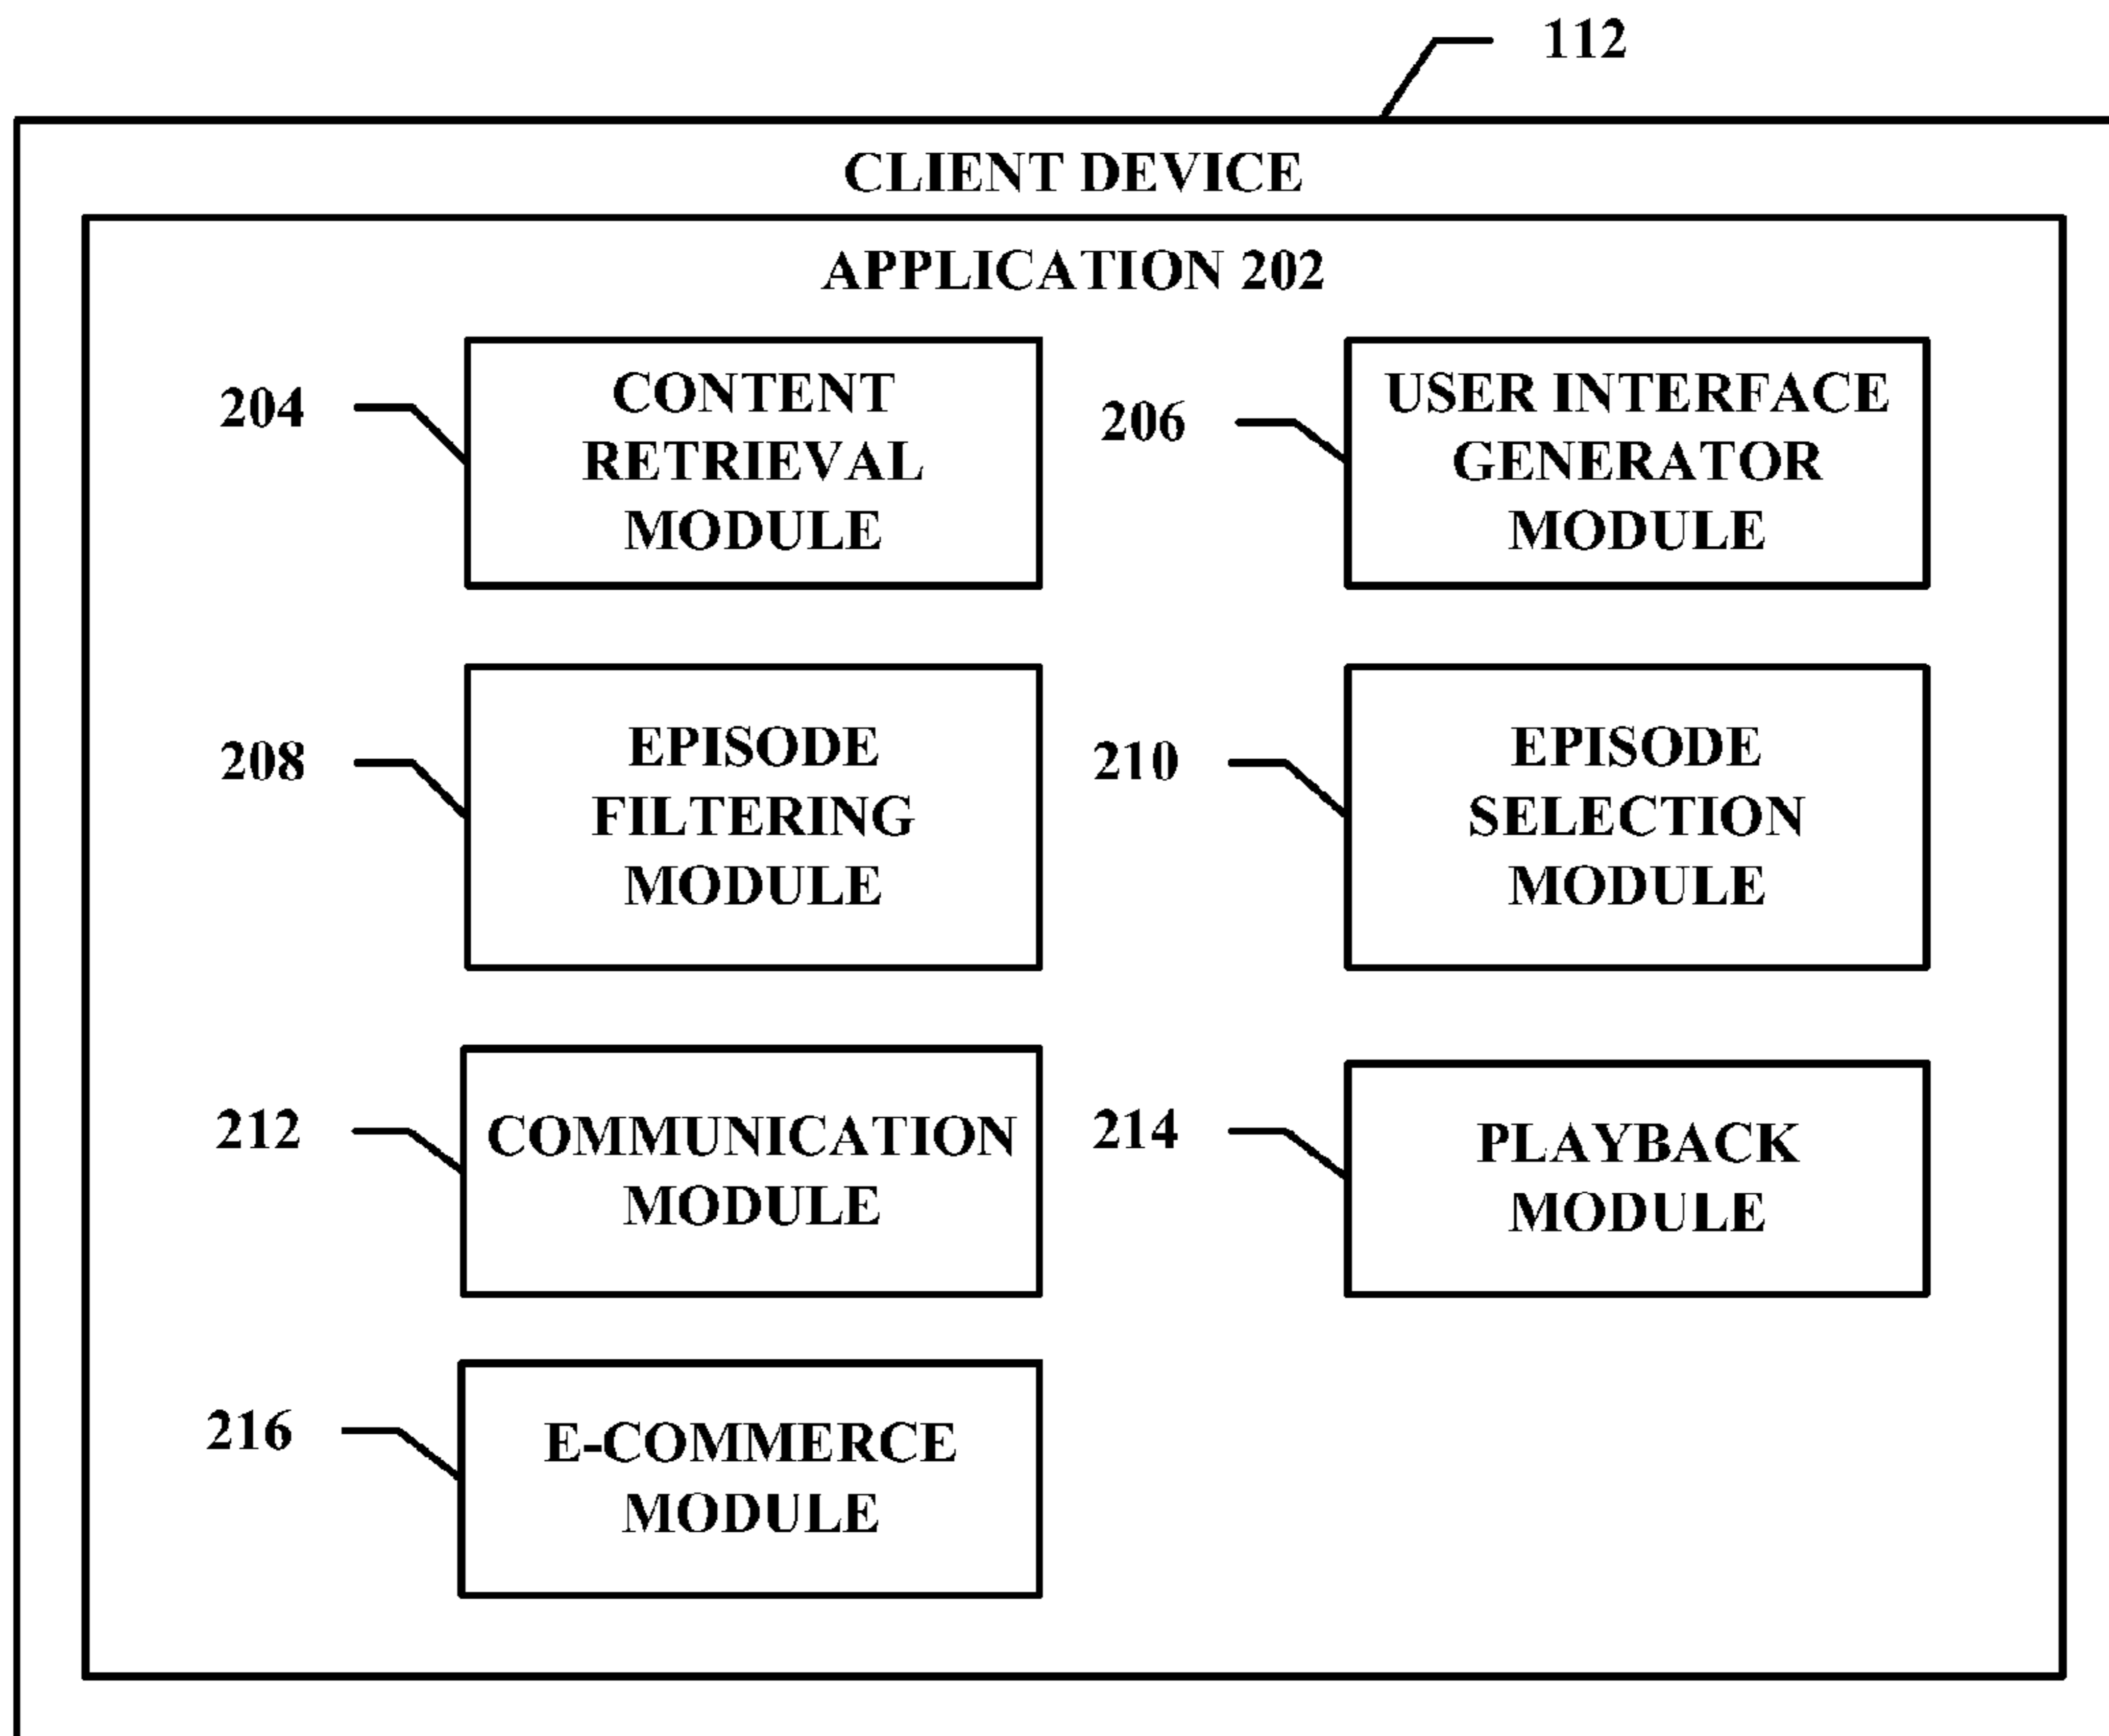 112
CLIENT DEVICE
APPLICATION 202
204
CONTENT
RETRIEVAL
MODULE
206
USER INTERFACE
GENERATOR
MODULE
208
EPISODE
FILTERING
MODULE
210
EPISODE
SELECTION
MODULE
212
COMMUNICATION
MODULE
214
PLAYBACK
MODULE
216
E-COMMERCE
MODULE